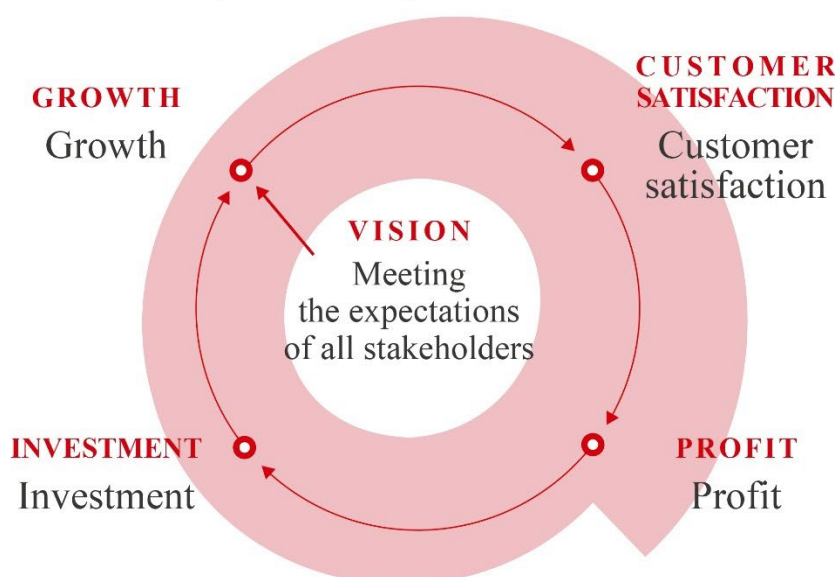 GROWTH
Growth
CUSTOMER
SATISFACTION
Customer
satisfaction
VISION
Meeting
the expectations
of all stakeholders
INVESTMENT
Investment
PROFIT
Profit